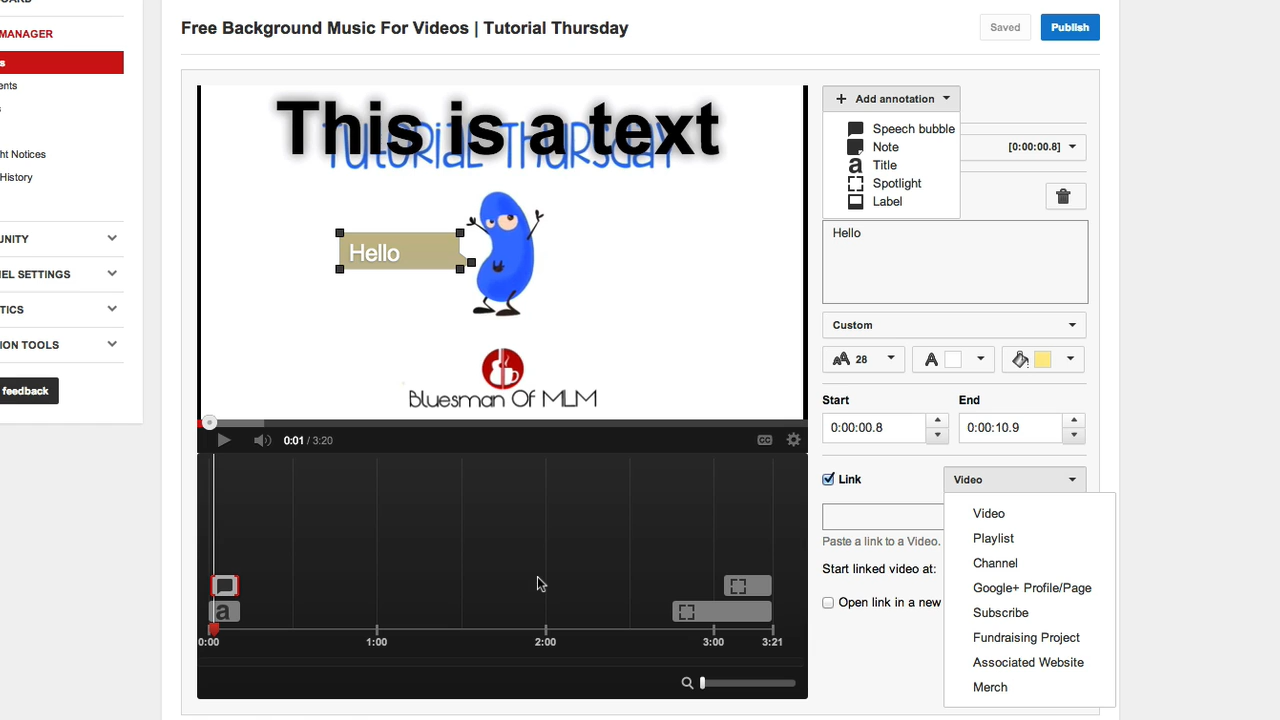 OARD
MANAGER
s
ents
s
ht Notices
History
UNITY
EL SETTINGS
TICS
ION TOOLS
feedback
Free Background Music For Videos | Tutorial Thursday
Saved
Publish
This is a text
Tutorial Thursday
Hello
Bluesman Of MLM
0:01 / 3:20
CC
a
0:00
1:00
2:00
3:00
3:21
+ Add annotation
Speech bubble
Note
a Title
Spotlight
Label
[0:00:00.8]
Hello
Custom
AA 28
A
Start
End
0:00:00.8
0:00:10.9
Link
Video
Paste a link to a Video.
Start linked video at:
Open link in a new
Video
Playlist
Channel
Google+ Profile/Page
Subscribe
Fundraising Project
Associated Website
Merch